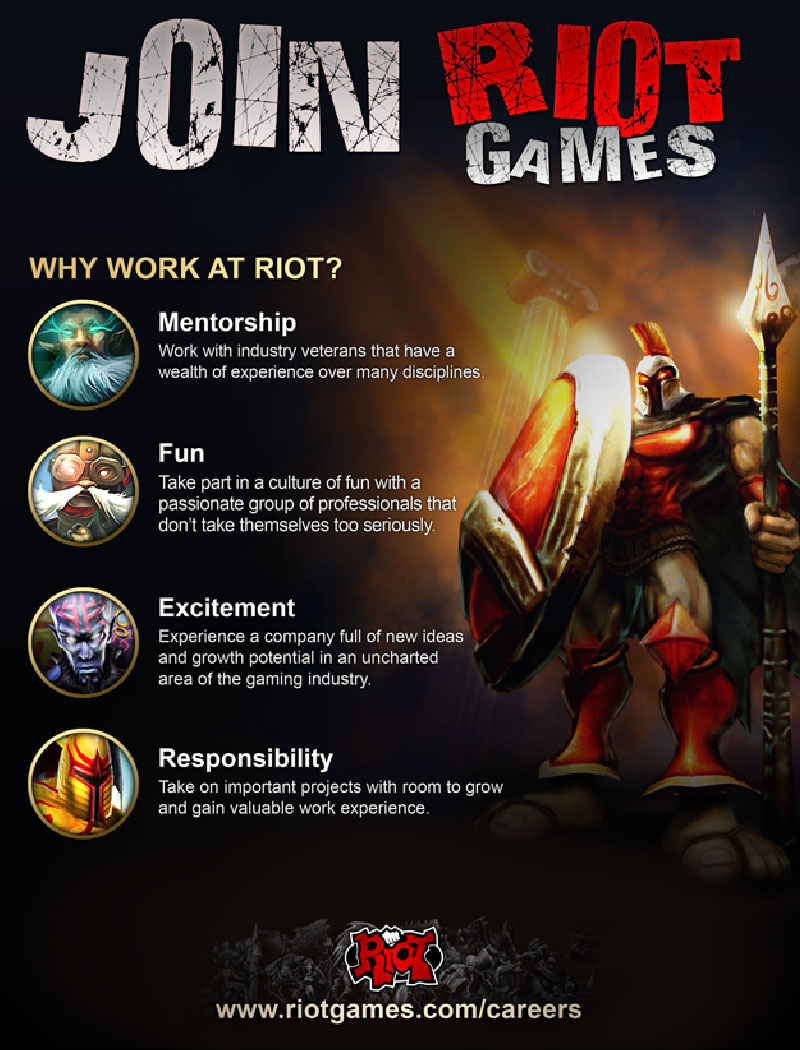 JOIN RIOT
GAMES
WHY WORK AT RIOT?
Mentorship
Work with industry veterans that have a
wealth of experience over many disciplines.
Fun
Take part in a culture of fun with a
passionate group of professionals that
don't take themselves too seriously.
Excitement
Experience a company full of new ideas
and growth potential in an uncharted
area of the gaming industry.
Responsibility
Take on important projects with room to grow
and gain valuable work experience.
RIOT
www.riotgames.com/careers